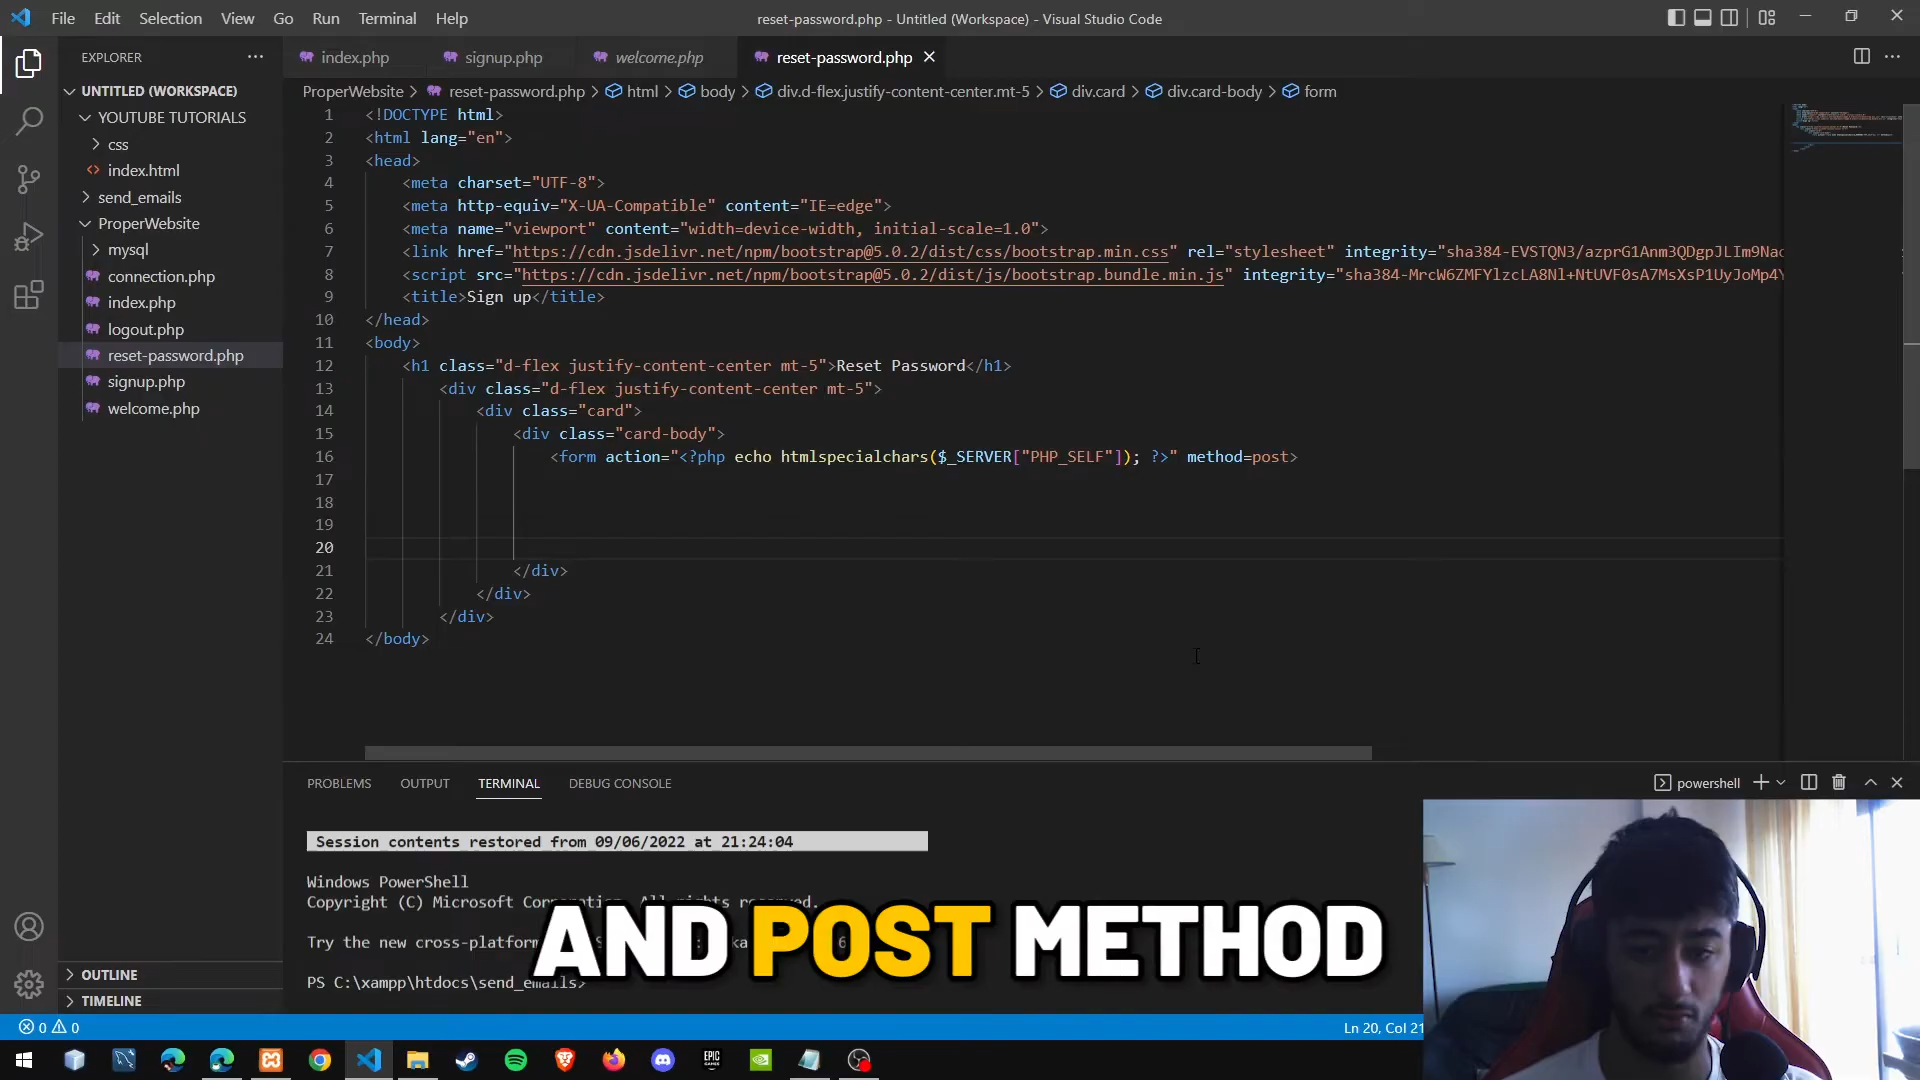 File Edit Selection View Go Run Terminal Help
reset-password.php - Untitled (Workspace) - Visual Studio Code
EXPLORER
index.php signup.php welcome.php reset-password.php
UNTITLED (WORKSPACE)
YOUTUBE TUTORIALS
css
index.html
send_emails
ProperWebsite
mysql
connection.php
index.php
logout.php
reset-password.php
signup.php
welcome.php
OUTLINE
TIMELINE
ProperWebsite > reset-password.php > html > body > div.d-flex.justify-content-center.mt-5 > div.card > div.card-body > form
1 <!DOCTYPE html>
2 <html lang="en">
3 <head>
4 <meta charset="UTF-8">
5 <meta http-equiv="X-UA-Compatible" content="IE=edge">
6 <meta name="viewport" content="width=device-width, initial-scale=1.0">
7 <link href="https://cdn.jsdelivr.net/npm/bootstrap@5.0.2/dist/css/bootstrap.min.css" rel="stylesheet" integrity="sha384-EVSTQN3/azprG1Anm3QDgpJLIm9Nao
8 <script src="https://cdn.jsdelivr.net/npm/bootstrap@5.0.2/dist/js/bootstrap.bundle.min.js" integrity="sha384-MrcW6ZMFYlzcLA8Nl+NtUVF0sA7MsXsP1UyJoMp4Y
9 <title>Sign up</title>
10 </head>
11 <body>
12 <h1 class="d-flex justify-content-center mt-5">Reset Password</h1>
13 <div class="d-flex justify-content-center mt-5">
14 <div class="card">
15 <div class="card-body">
16 <form action="<?php echo htmlspecialchars($_SERVER["PHP_SELF"]); ?>" method=post>
17
18
19
20
21 </div>
22 </div>
23 </div>
24 </body>
PROBLEMS OUTPUT TERMINAL DEBUG CONSOLE
powershell
Session contents restored from 09/06/2022 at 21:24:04
Windows PowerShell
Copyright (C) Microsoft Corporation. All rights reserved.
Try the new cross-platform
PS C:\xampp\htdocs\send_emails>
AND POST METHOD
0 0
Ln 20, Col 21
EPIC GAMES